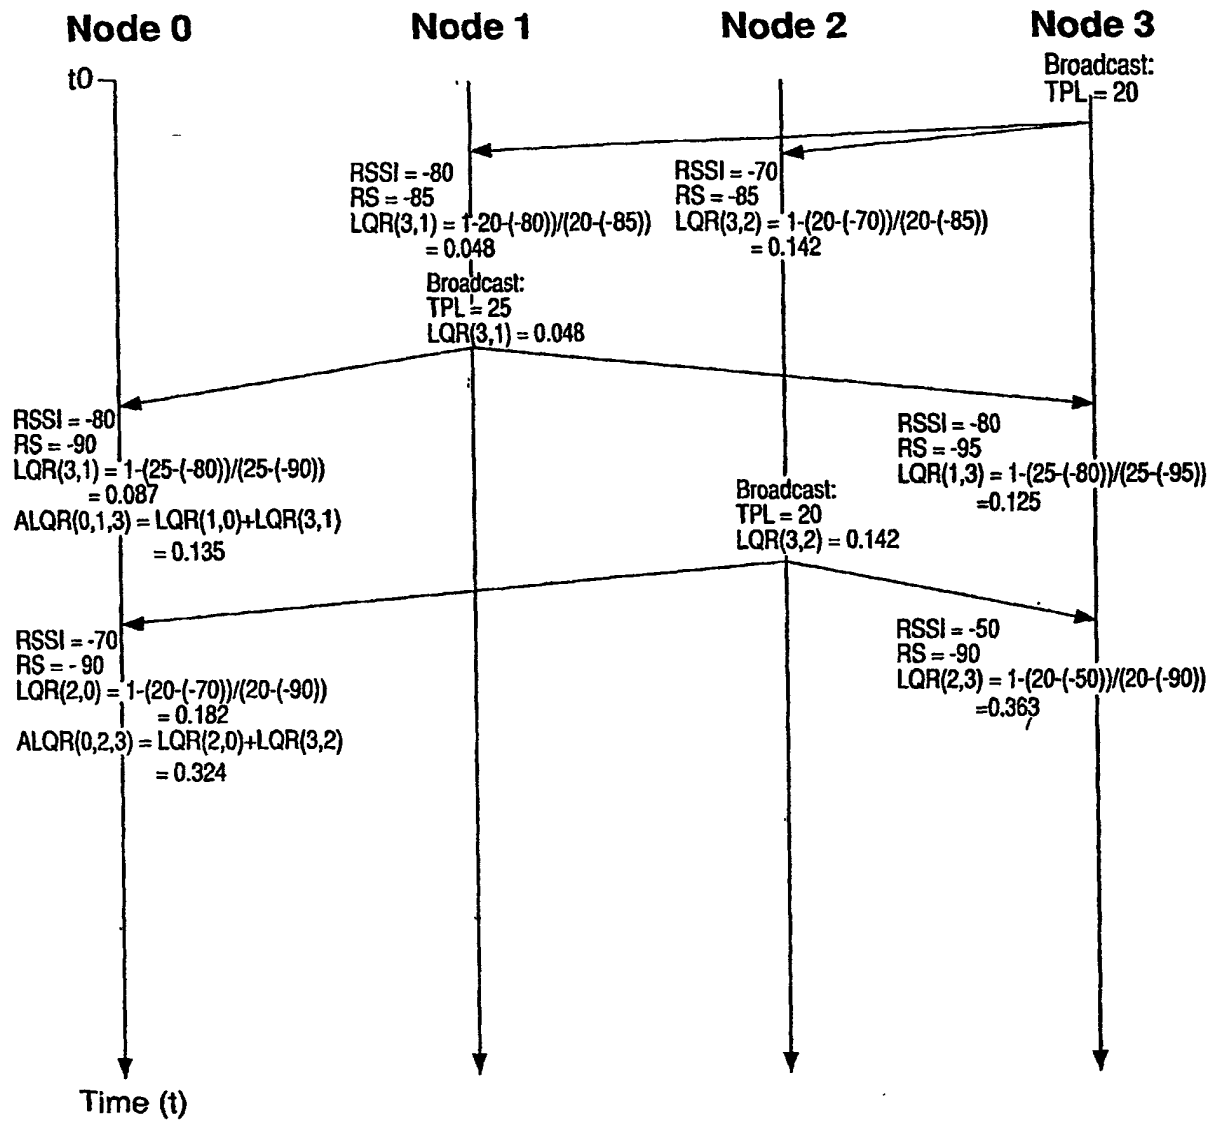 Node 0
Node 1
Node 2
Node 3
t0
Broadcast:
TPL = 20
RSSI = -80
RS = -85
LQR(3,1) = 1-20-(-80))/(20-(-85))
= 0.048
RSSI = -70
RS = -85
LQR(3,2) = 1-(20-(-70))/(20-(-85))
= 0.142
Broadcast:
TPL = 25
LQR(3,1) = 0.048
RSSI = -80
RS = -90
LQR(3,1) = 1-(25-(-80))/(25-(-90))
= 0.087
ALQR(0,1,3) = LQR(1,0)+LQR(3,1)
= 0.135
RSSI = -80
RS = -95
LQR(1,3) = 1-(25-(-80))/(25-(-95))
=0.125
Broadcast:
TPL = 20
LQR(3,2) = 0.142
RSSI = -70
RS = - 90
LQR(2,0) = 1-(20-(-70))/(20-(-90))
= 0.182
ALQR(0,2,3) = LQR(2,0)+LQR(3,2)
= 0.324
RSSI = -50
RS = -90
LQR(2,3) = 1-(20-(-50))/(20-(-90))
=0.363
Time (t)